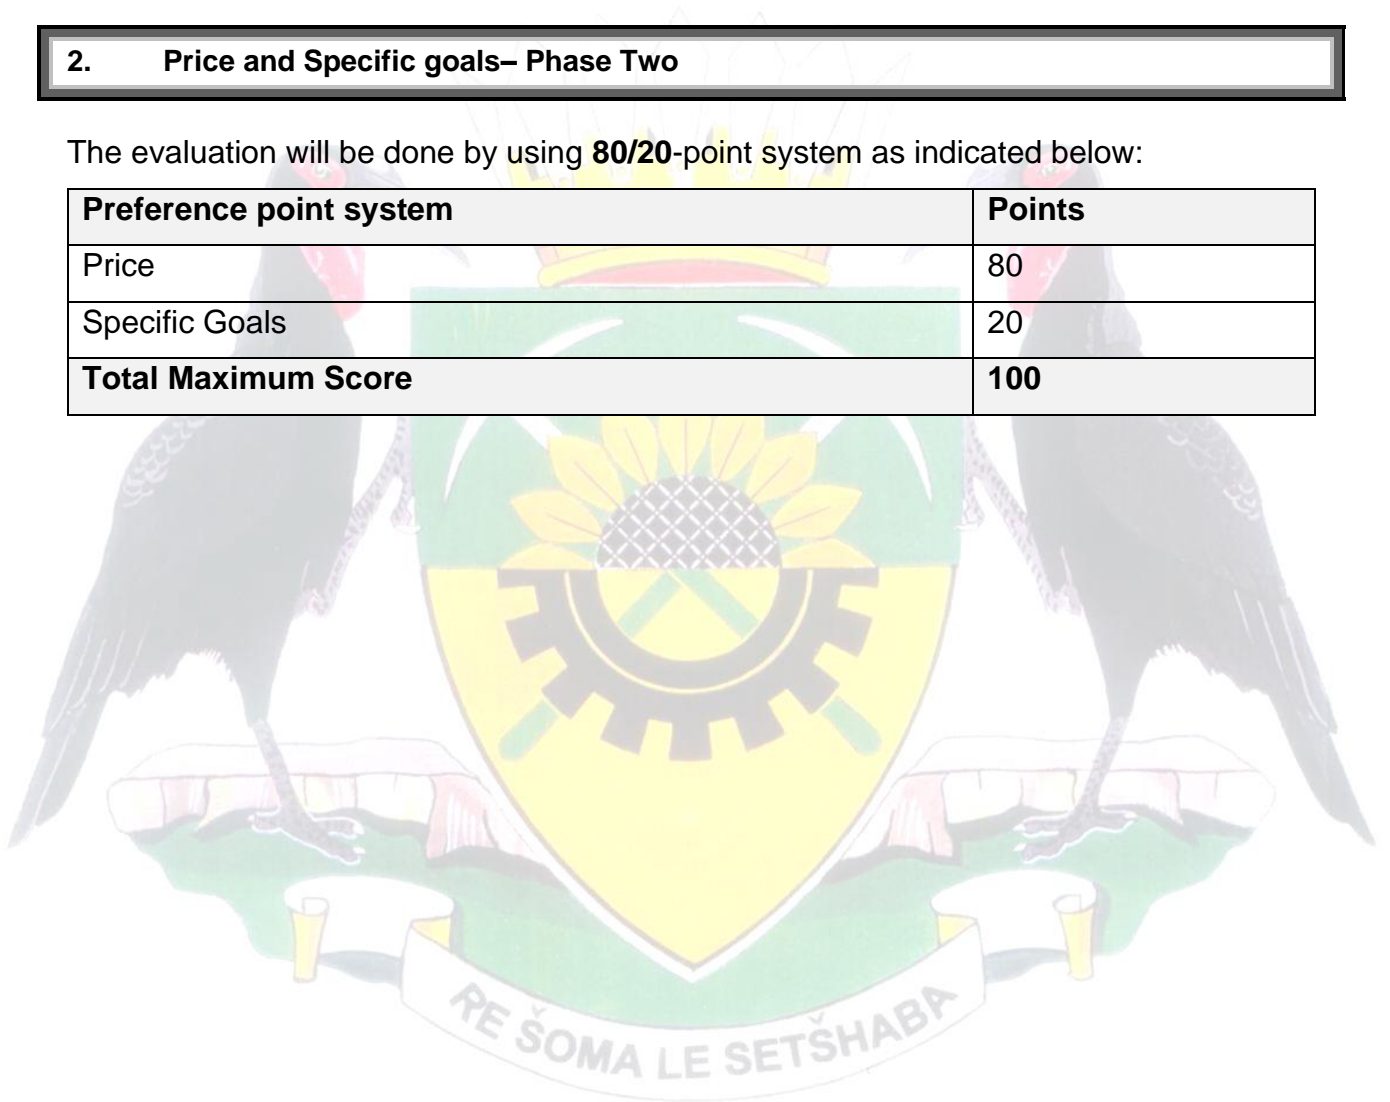 2. Price and Specific goals– Phase Two
The evaluation will be done by using 80/20-point system as indicated below:
Preference point system Points
Price 80
Specific Goals 20
Total Maximum Score 100
RE ŠOMA LE SETŠHABA